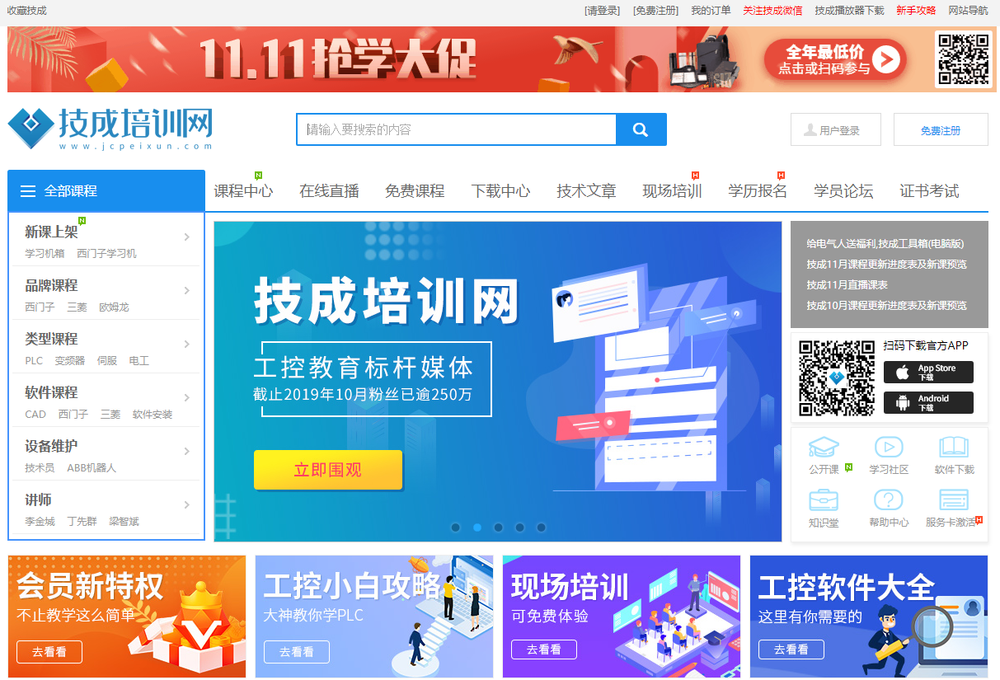 收藏技成
[请登录] [免费注册] 我的订单 关注技成微信 技成播放器下载 新手攻略 网站导航
11.11抢学大促
全年最低价
点击或扫码参与
技成培训网
www.jcpeixun.com
请输入要搜索的内容
用户登录
免费注册
全部课程
课程中心 N 在线直播 免费课程 下载中心 技术文章 现场培训 H 学历报名 H 学员论坛 证书考试
新课上架 N
学习机箱 西门子学习机
品牌课程
西门子 三菱 欧姆龙
类型课程
PLC 变频器 伺服 电工
软件课程
CAD 西门子 三菱 软件安装
设备维护
技术员 ABB机器人
讲师
李金城 丁先群 梁智斌
技成培训网
工控教育标杆媒体
截止2019年10月粉丝已逾250万
立即围观
给电气人送福利,技成工具箱(电脑版)
技成11月课程更新进度表及新课预览
技成11月直播课表
技成10月课程更新进度表及新课预览
扫码下载官方APP
App Store
下载
Android
下载
公开课 N 学习社区 软件下载
知识堂 帮助中心 服务卡激活 H
会员新特权
不止教学这么简单
去看看
工控小白攻略
大神教你学PLC
去看看
现场培训
可免费体验
去看看
工控软件大全
这里有你需要的
去看看